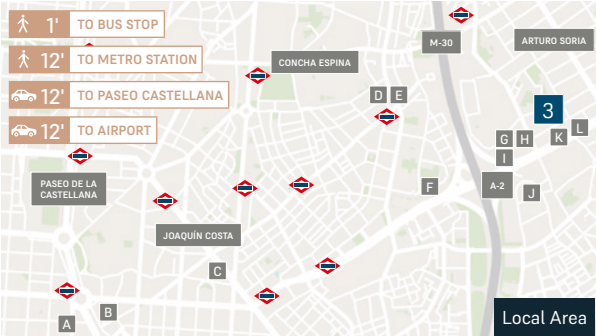 1' TO BUS STOP
12' TO METRO STATION
12' TO PASEO CASTELLANA
12' TO AIRPORT
M-30
ARTURO SORIA
CONCHA ESPINA
D E
3
G H K L
I
PASEO DE LA
CASTELLANA
F A-2 J
JOAQUÍN COSTA
C
B
A
Local Area